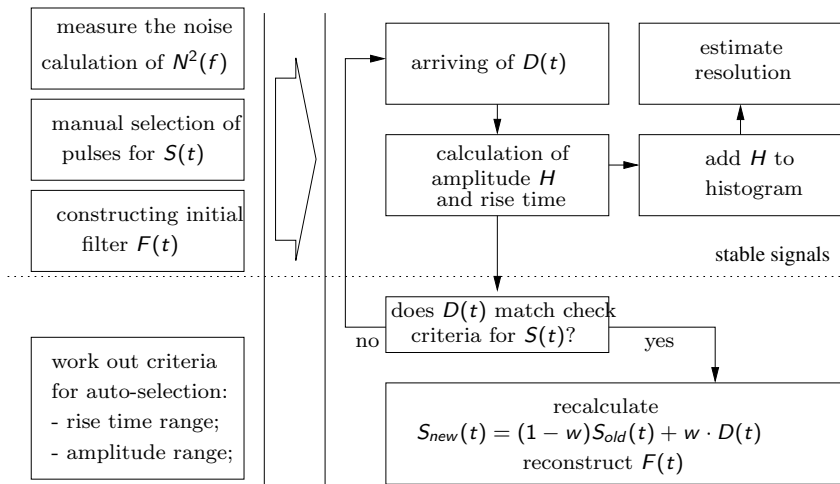 measure the noise
calulation of N²(f)
manual selection of
pulses for S(t)
constructing initial
filter F(t)
work out criteria
for auto-selection:
- rise time range;
- amplitude range;
arriving of D(t)
estimate
resolution
calculation of
amplitude H
and rise time
add H to
histogram
stable signals
does D(t) match check
criteria for S(t)?
no
yes
recalculate
S_new(t) = (1 − w)S_old(t) + w · D(t)
reconstruct F(t)